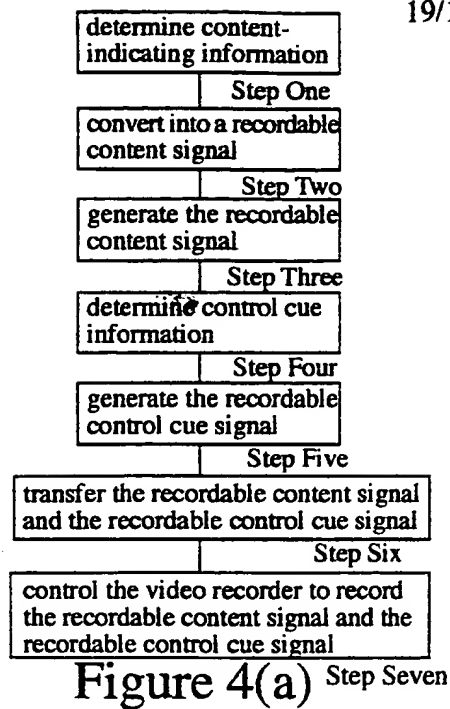 19/1
determine content-
indicating information
Step One
convert into a recordable
content signal
Step Two
generate the recordable
content signal
Step Three
determine control cue
information
Step Four
generate the recordable
control cue signal
Step Five
transfer the recordable content signal
and the recordable control cue signal
Step Six
control the video recorder to record
the recordable content signal and the
recordable control cue signal
Step Seven
Figure 4(a)